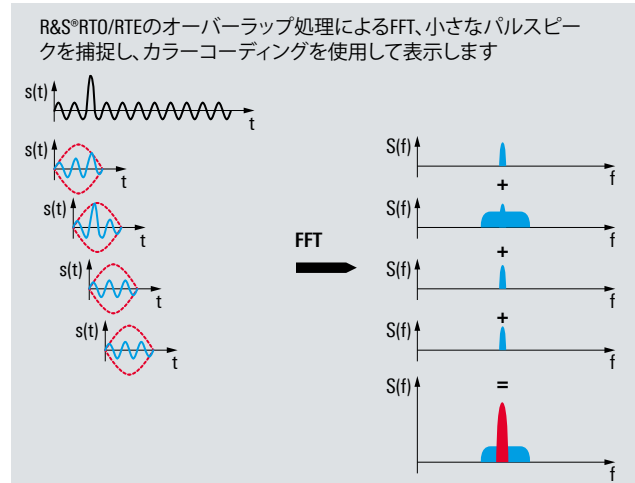 R&S®RTO/RTEのオーバーラップ処理によるFFT、小さなパルスピー
クを捕捉し、カラーコーディングを使用して表示します
s(t)
t
s(t)
t
s(t)
t
s(t)
t
s(t)
t
FFT
S(f)
f
+
S(f)
f
+
S(f)
f
+
S(f)
f
=
S(f)
f